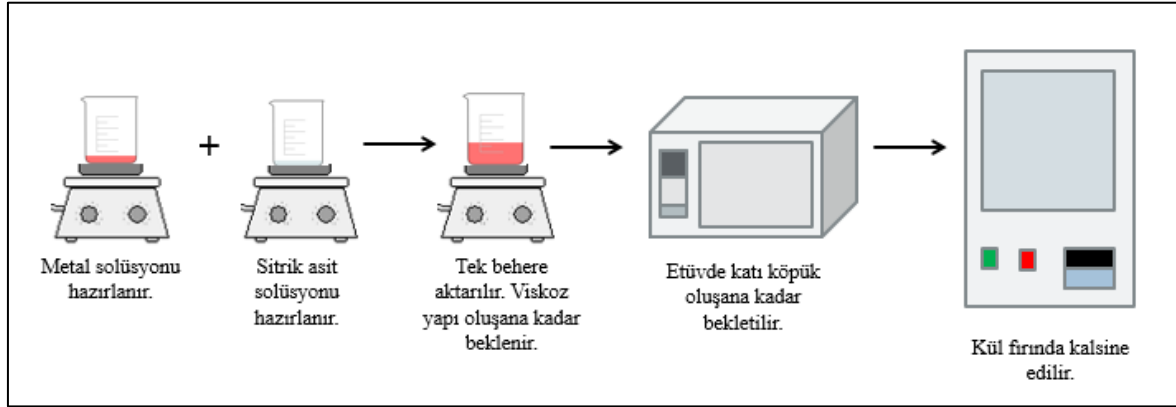 +
Metal solüsyonu
hazırlanır.
Sitrik asit
solüsyonu
hazırlanır.
Tek behere
aktarılır. Viskoz
yapı oluşana kadar
beklenir.
Etüvde katı köpük
oluşana kadar
bekletilir.
Kül fırında kalsine
edilir.